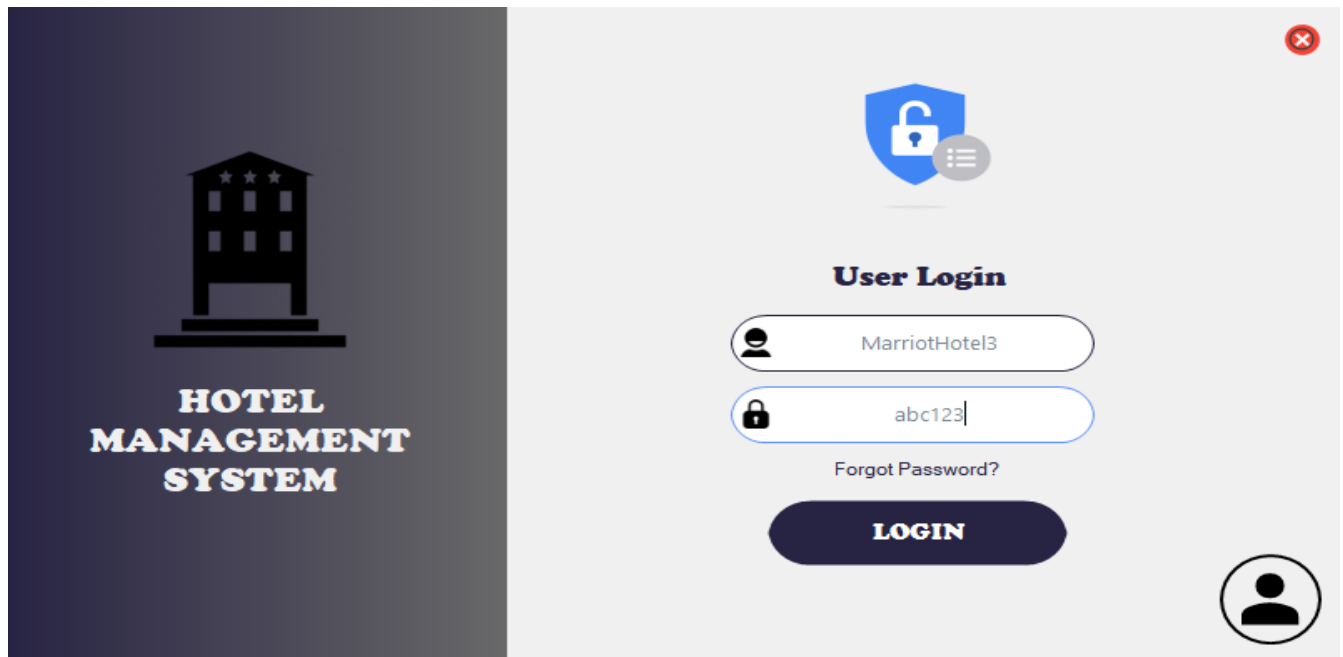 HOTEL
MANAGEMENT
SYSTEM
User Login
MarriotHotel3
abc123
Forgot Password?
LOGIN